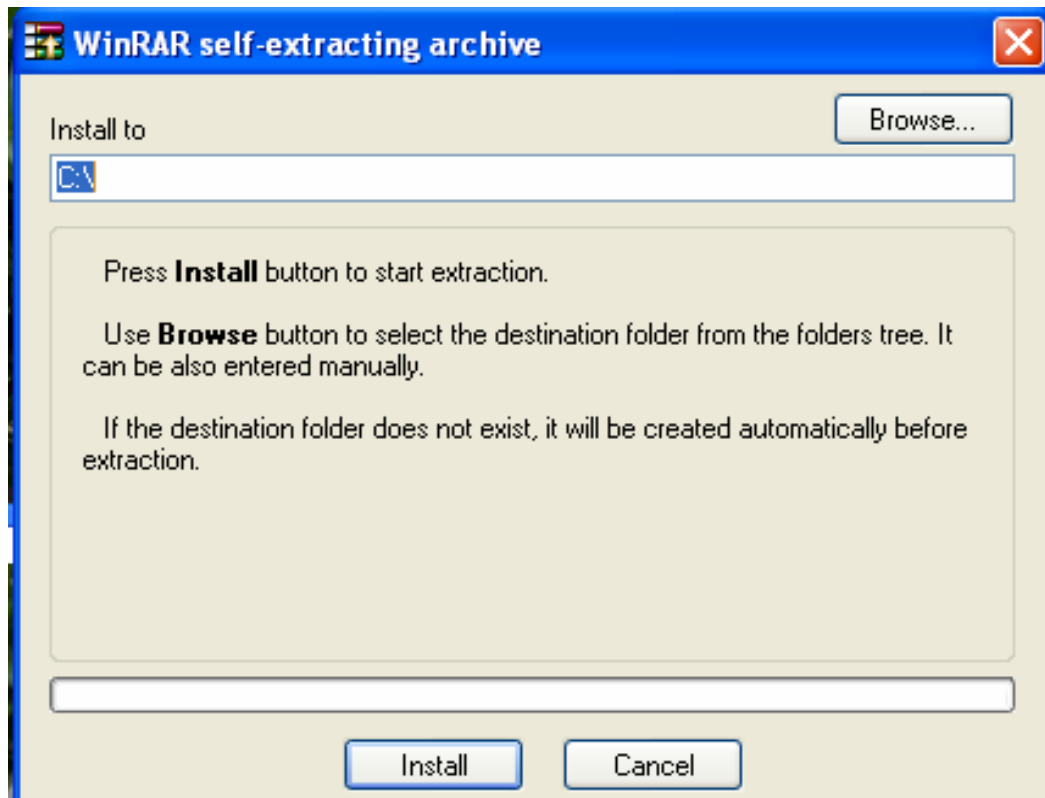 WinRAR self-extracting archive
Browse...
Install to
C:\
Press Install button to start extraction.
Use Browse button to select the destination folder from the folders tree. It
can be also entered manually.
If the destination folder does not exist, it will be created automatically before
extraction.
Install
Cancel